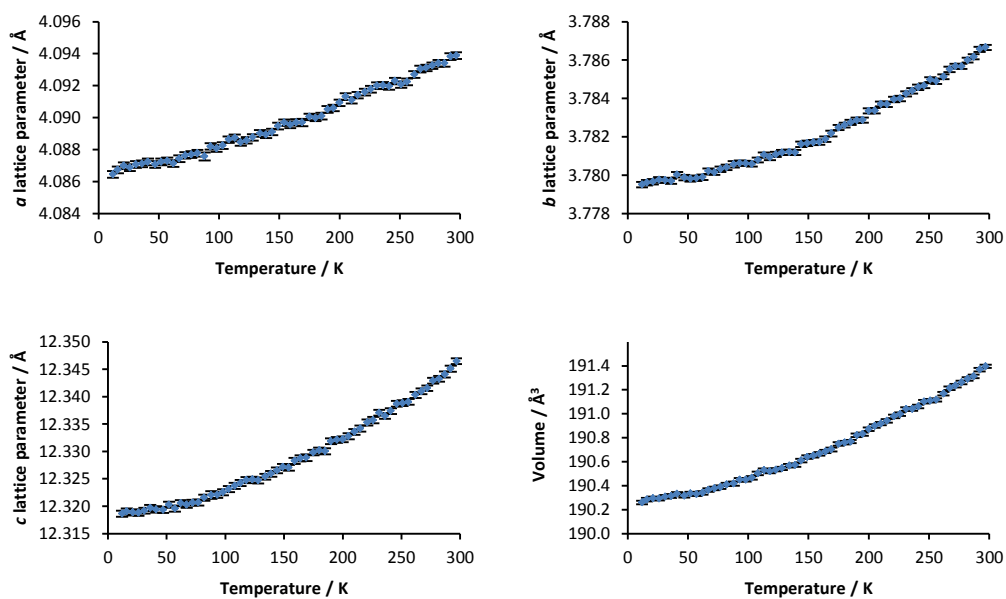 a lattice parameter / Å
4.096
4.094
4.092
4.090
4.088
4.086
4.084
0 50 100 150 200 250 300
Temperature / K
b lattice parameter / Å
3.788
3.786
3.784
3.782
3.780
3.778
0 50 100 150 200 250 300
Temperature / K
c lattice parameter / Å
12.350
12.345
12.340
12.335
12.330
12.325
12.320
12.315
0 50 100 150 200 250 300
Temperature / K
Volume / Å³
191.4
191.2
191.0
190.8
190.6
190.4
190.2
190.0
0 50 100 150 200 250 300
Temperature / K